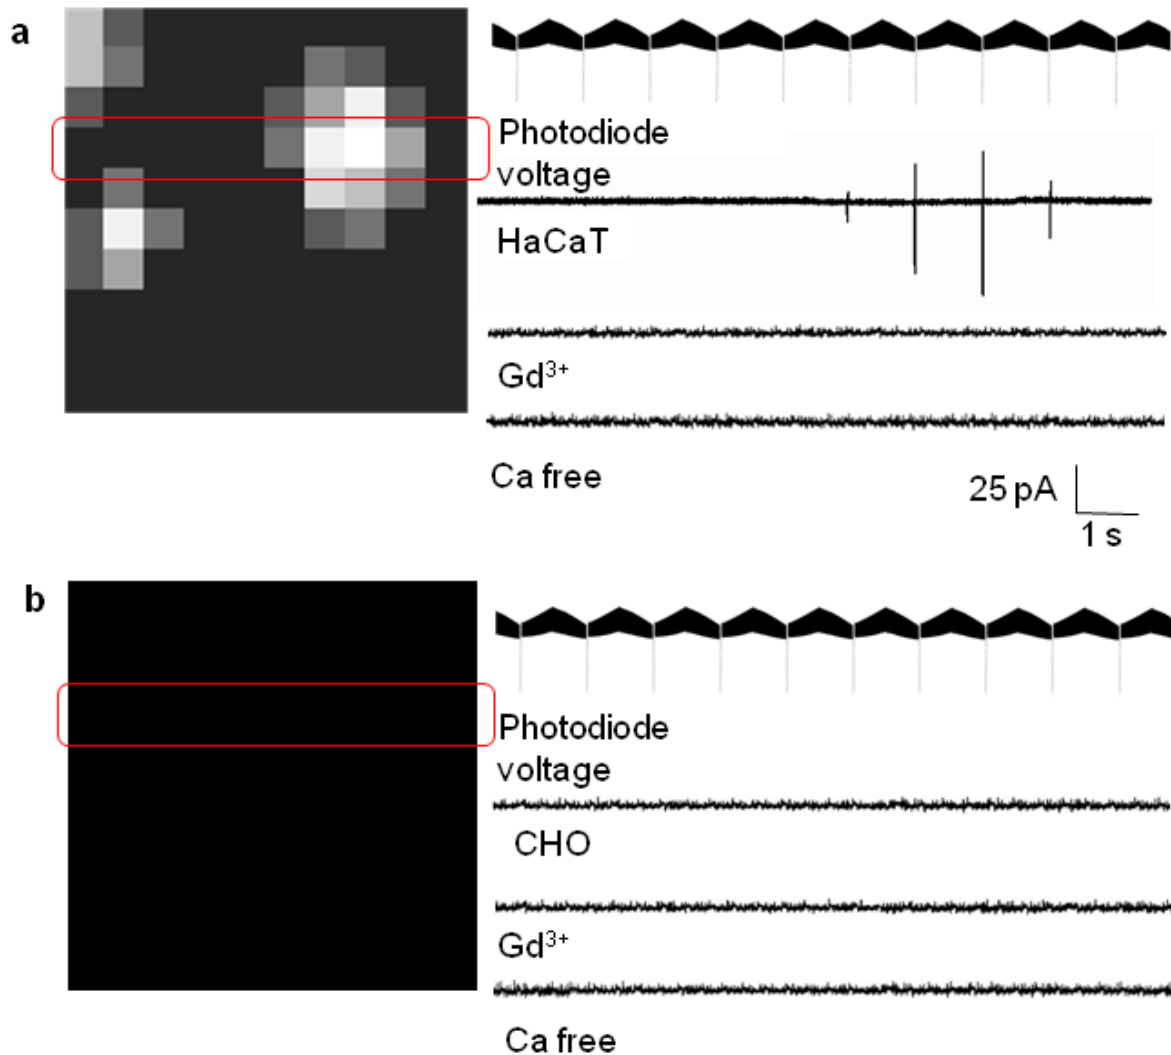 a
Photodiode
voltage
HaCaT
Gd³⁺
Ca free
25 pA
1 s
b
Photodiode
voltage
CHO
Gd³⁺
Ca free